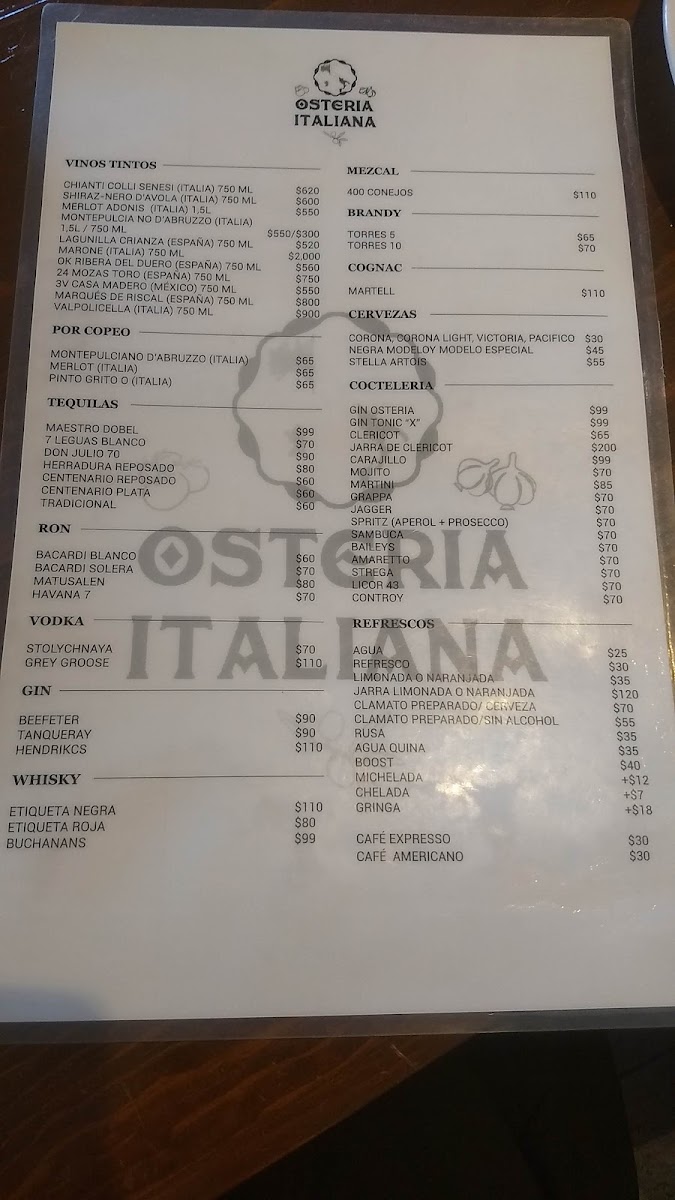 OSTERIA
ITALIANA
VINOS TINTOS
CHIANTI COLLI SENESI (ITALIA) 750 ML $620
SHIRAZ-NERO D'AVOLA (ITALIA) 750 ML $600
MERLOT ADONIS (ITALIA) 1,5L $550
MONTEPULCIA NO D'ABRUZZO (ITALIA)
1,5L / 750 ML $550/$300
LAGUNILLA CRIANZA (ESPAÑA) 750 ML $520
MARONE (ITALIA) 750 ML $2,000
OK RIBERA DEL DUERO (ESPAÑA) 750 ML $560
24 MOZAS TORO (ESPAÑA) 750 ML $750
3V CASA MADERO (MÉXICO) 750 ML $550
MARQUÉS DE RISCAL (ESPAÑA) 750 ML $800
VALPOLICELLA (ITALIA) 750 ML $900
POR COPEO
MONTEPULCIANO D'ABRUZZO (ITALIA) $65
MERLOT (ITALIA) $65
PINTO GRITO O (ITALIA) $65
TEQUILAS
MAESTRO DOBEL $99
7 LEGUAS BLANCO $70
DON JULIO 70 $90
HERRADURA REPOSADO $80
CENTENARIO REPOSADO $60
CENTENARIO PLATA $60
TRADICIONAL $60
RON
BACARDI BLANCO $60
BACARDI SOLERA $70
MATUSALEN $80
HAVANA 7 $70
VODKA
STOLYCHNAYA $70
GREY GROOSE $110
GIN
BEEFETER $90
TANQUERAY $90
HENDRIKCS $110
WHISKY
ETIQUETA NEGRA $110
ETIQUETA ROJA $80
BUCHANANS $99
MEZCAL
400 CONEJOS $110
BRANDY
TORRES 5 $65
TORRES 10 $70
COGNAC
MARTELL $110
CERVEZAS
CORONA, CORONA LIGHT, VICTORIA, PACIFICO $30
NEGRA MODELOY MODELO ESPECIAL $45
STELLA ARTOIS $55
COCTELERIA
GIN OSTERIA $99
GIN TONIC "X" $99
CLERICOT $65
JARRA DE CLERICOT $200
CARAJILLO $99
MOJITO $70
MARTINI $85
GRAPPA $70
JAGGER $70
SPRITZ (APEROL + PROSECCO) $70
SAMBUCA $70
BAILEYS $70
AMARETTO $70
STREGA $70
LICOR 43 $70
CONTROY $70
REFRESCOS
AGUA $25
REFRESCO $30
LIMONADA O NARANJADA $35
JARRA LIMONADA O NARANJADA $120
CLAMATO PREPARADO/ CERVEZA $70
CLAMATO PREPARADO/SIN ALCOHOL $55
RUSA $35
AGUA QUINA $35
BOOST $40
MICHELADA +$12
CHELADA +$7
GRINGA +$18
CAFÉ EXPRESSO $30
CAFÉ AMERICANO $30
OSTERIA
ITALIANA